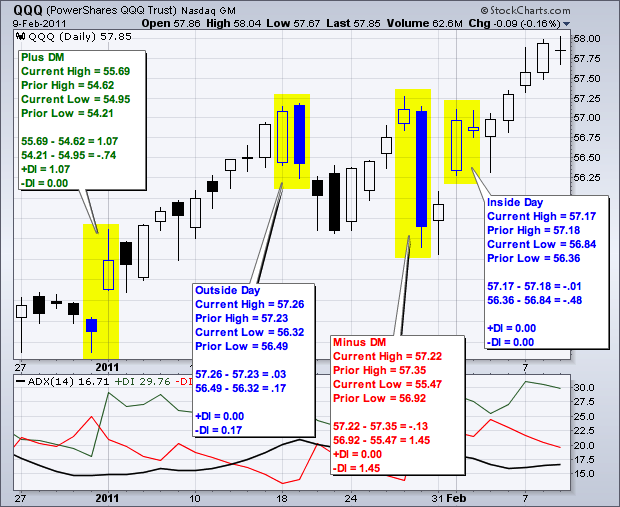 QQQ (PowerShares QQQ Trust) Nasdaq GM
© StockCharts.com
9-Feb-2011
Open 57.86 High 58.04 Low 57.67 Last 57.85 Volume 62.6M Chg -0.09 (-0.16%)
QQQ (Daily) 57.85
Plus DM
Current High = 55.69
Prior High = 54.62
Current Low = 54.95
Prior Low = 54.21
55.69 - 54.62 = 1.07
54.21 - 54.95 = -.74
+DI = 1.07
-DI = 0.00
58.00
57.75
57.50
57.25
57.00
56.75
56.50
56.25
Inside Day
Current High = 57.17
Prior High = 57.18
Current Low = 56.84
Prior Low = 56.36
57.17 - 57.18 = -.01
56.36 - 56.84 = -.48
+DI = 0.00
-DI = 0.00
Outside Day
Current High = 57.26
Prior High = 57.23
Current Low = 56.32
Prior Low = 56.49
57.26 - 57.23 = .03
56.49 - 56.32 = .17
+DI = 0.00
-DI = 0.17
Minus DM
Current High = 57.22
Prior High = 57.35
Current Low = 55.47
Prior Low = 56.92
57.22 - 57.35 = -.13
56.92 - 55.47 = 1.45
+DI = 0.00
-DI = 1.45
27 2011 7
ADX(14) 16.71 +DI 29.76 -DI
30.0
27.5
25.0
22.5
20.0
17.5
15.0
27 2011 10 18 24 31 Feb 7